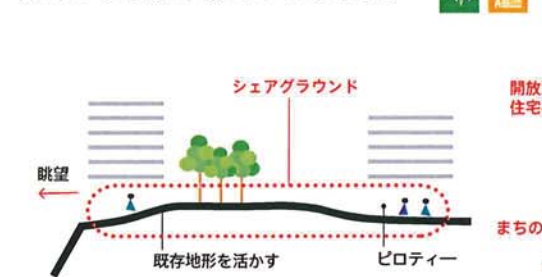 シェアグラウンド
開放
住宅
眺望
まちの
既存地形を活かす
ピロティー